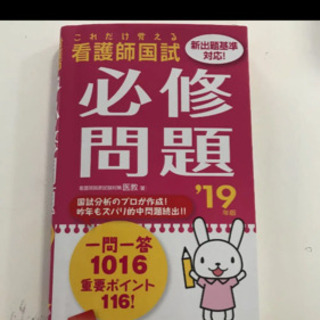 これだけ覚える
看護師国試
新出題基準
対応!
必修
問題
'19
年版
医教 著
国試分析のプロが作成!
昨年もズバリ的中問題続出!!
一問一答
1016
重要ポイント
116!